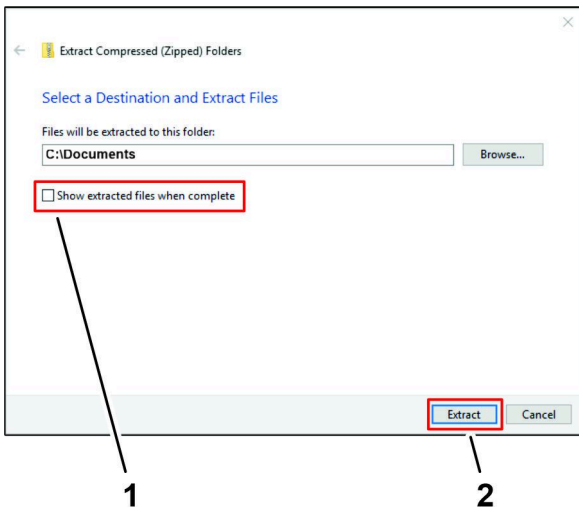 Extract Compressed (Zipped) Folders
Select a Destination and Extract Files
Files will be extracted to this folder:
C:\Documents
Browse...
Show extracted files when complete
Extract
Cancel
1
2